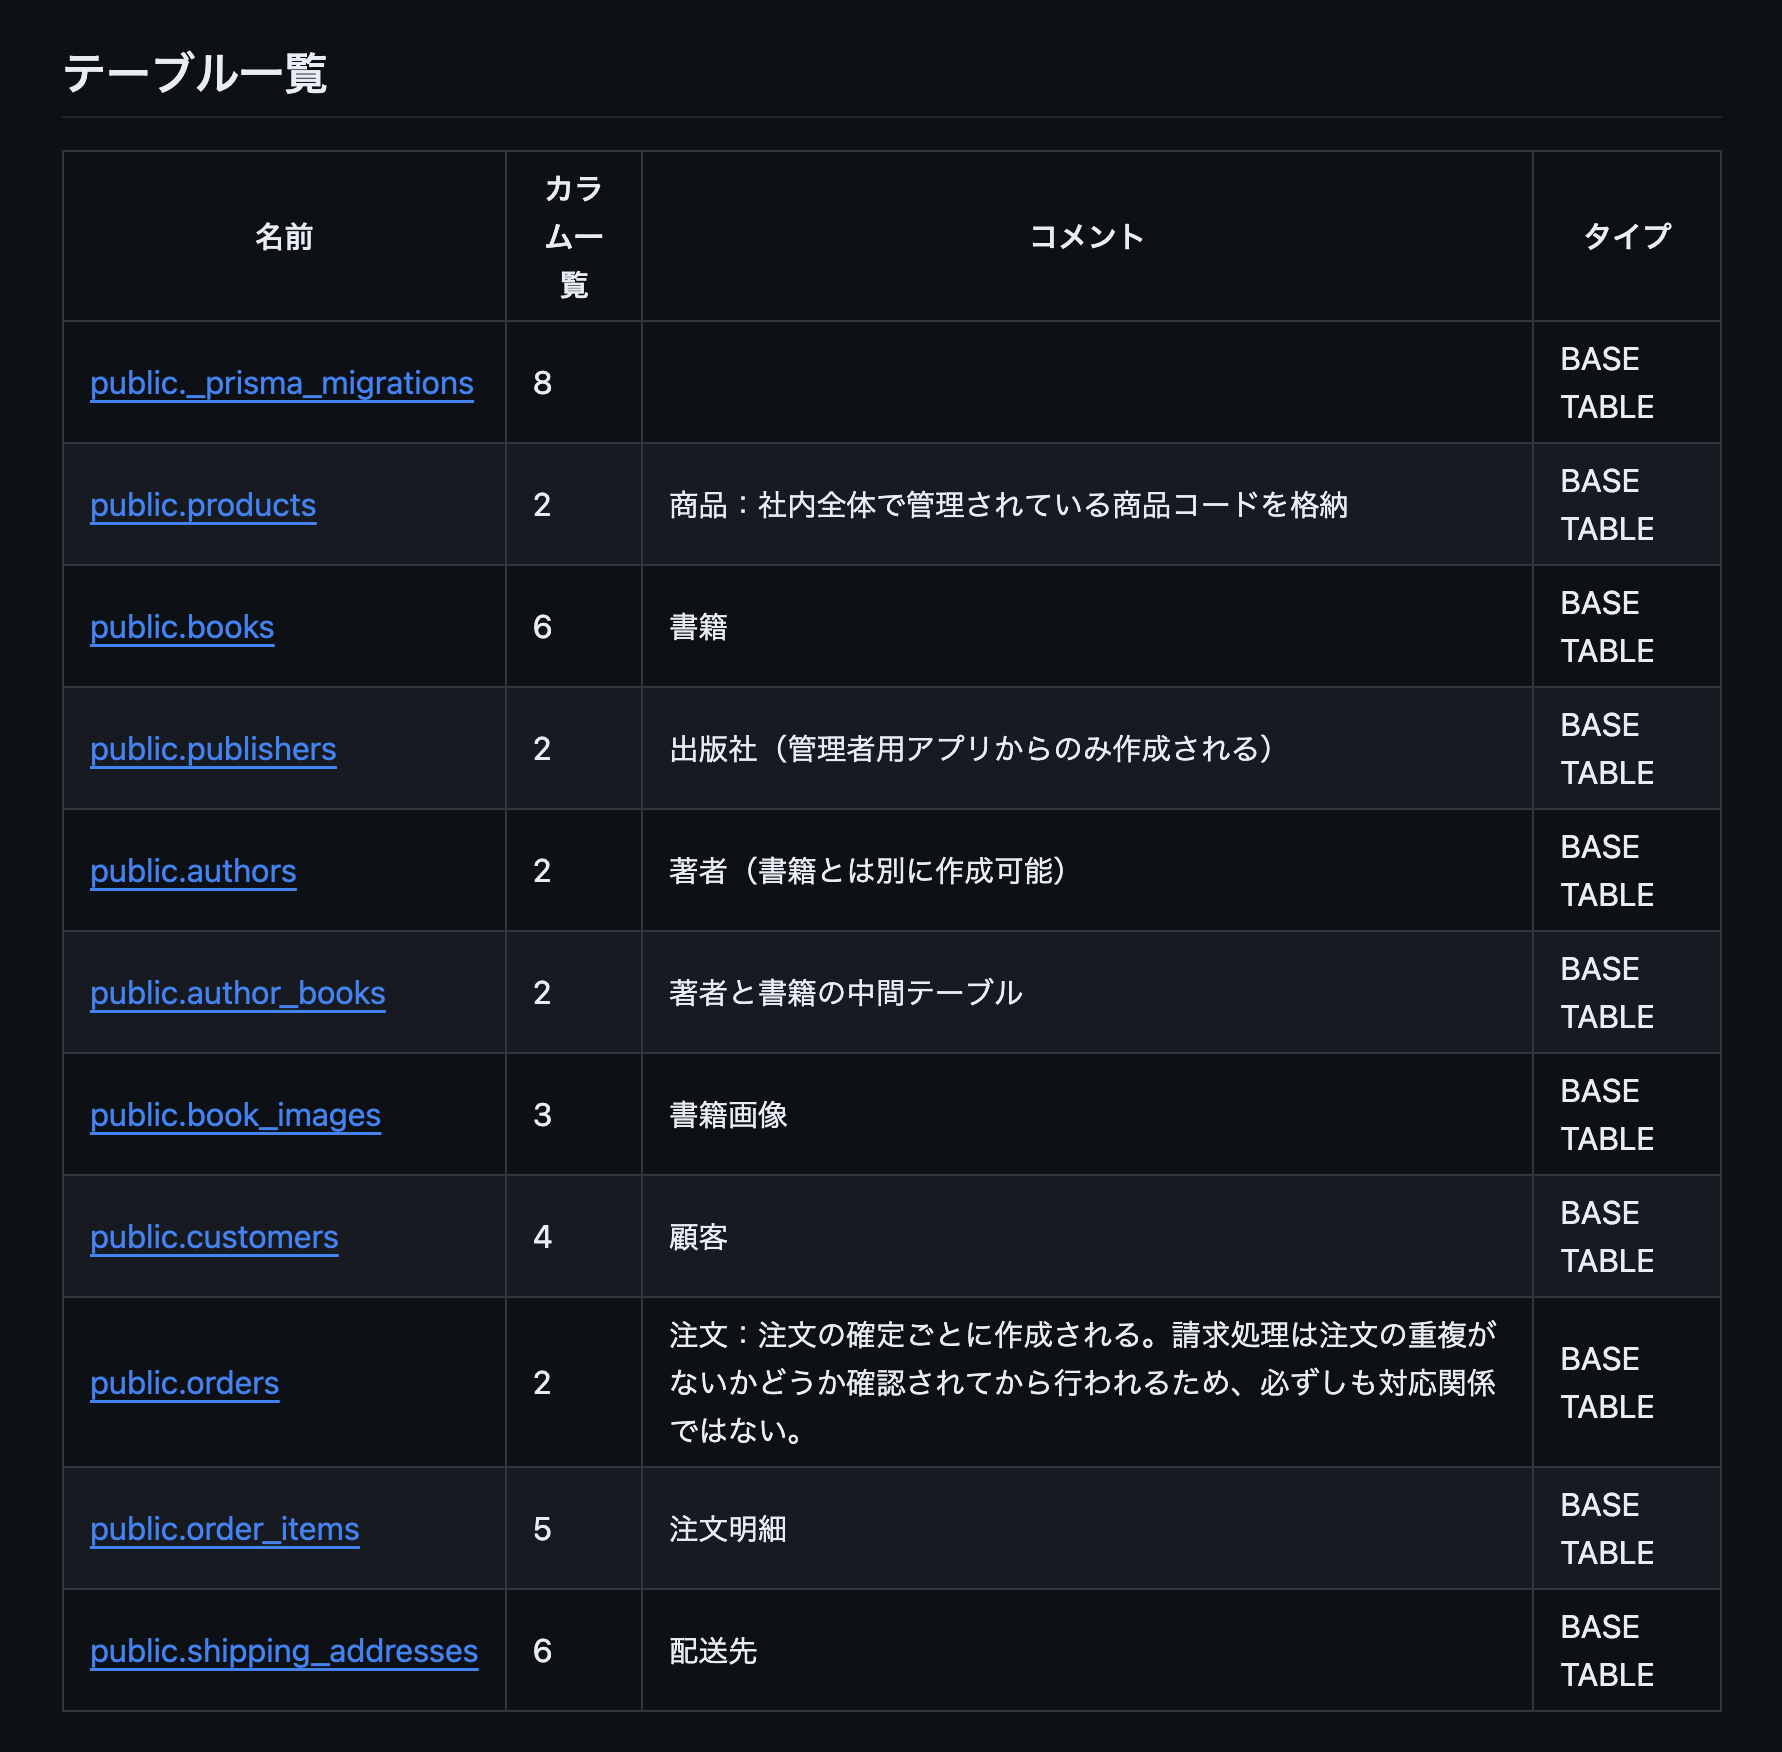 テーブル一覧
名前
カラ
ム一
覧
コメント
タイプ
public._prisma_migrations
8
BASE
TABLE
public.products
2
商品：社内全体で管理されている商品コードを格納
BASE
TABLE
public.books
6
書籍
BASE
TABLE
public.publishers
2
出版社（管理者用アプリからのみ作成される）
BASE
TABLE
public.authors
2
著者（書籍とは別に作成可能）
BASE
TABLE
public.author_books
2
著者と書籍の中間テーブル
BASE
TABLE
public.book_images
3
書籍画像
BASE
TABLE
public.customers
4
顧客
BASE
TABLE
public.orders
2
注文：注文の確定ごとに作成される。請求処理は注文の重複が
ないかどうか確認されてから行われるため、必ずしも対応関係
ではない。
BASE
TABLE
public.order_items
5
注文明細
BASE
TABLE
public.shipping_addresses
6
配送先
BASE
TABLE